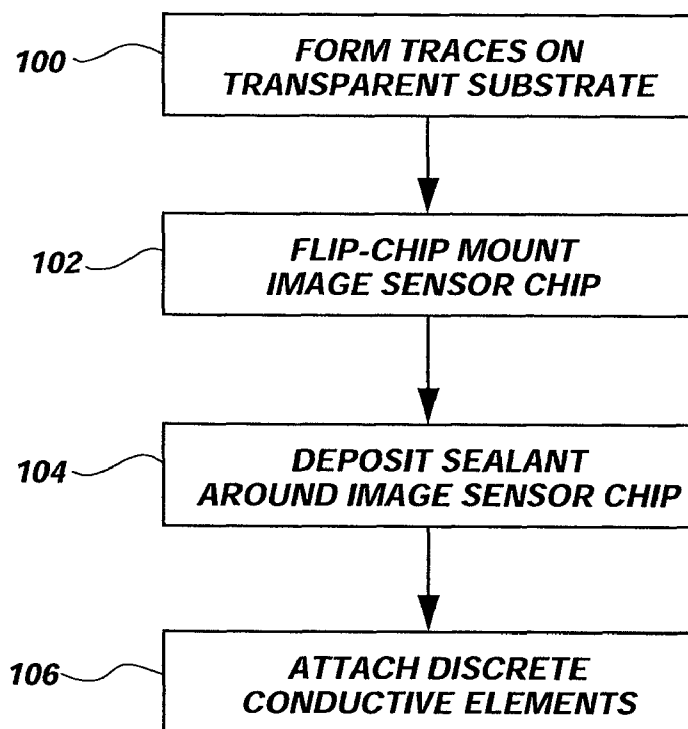 100
FORM TRACES ON
TRANSPARENT SUBSTRATE
102
FLIP-CHIP MOUNT
IMAGE SENSOR CHIP
104
DEPOSIT SEALANT
AROUND IMAGE SENSOR CHIP
106
ATTACH DISCRETE
CONDUCTIVE ELEMENTS